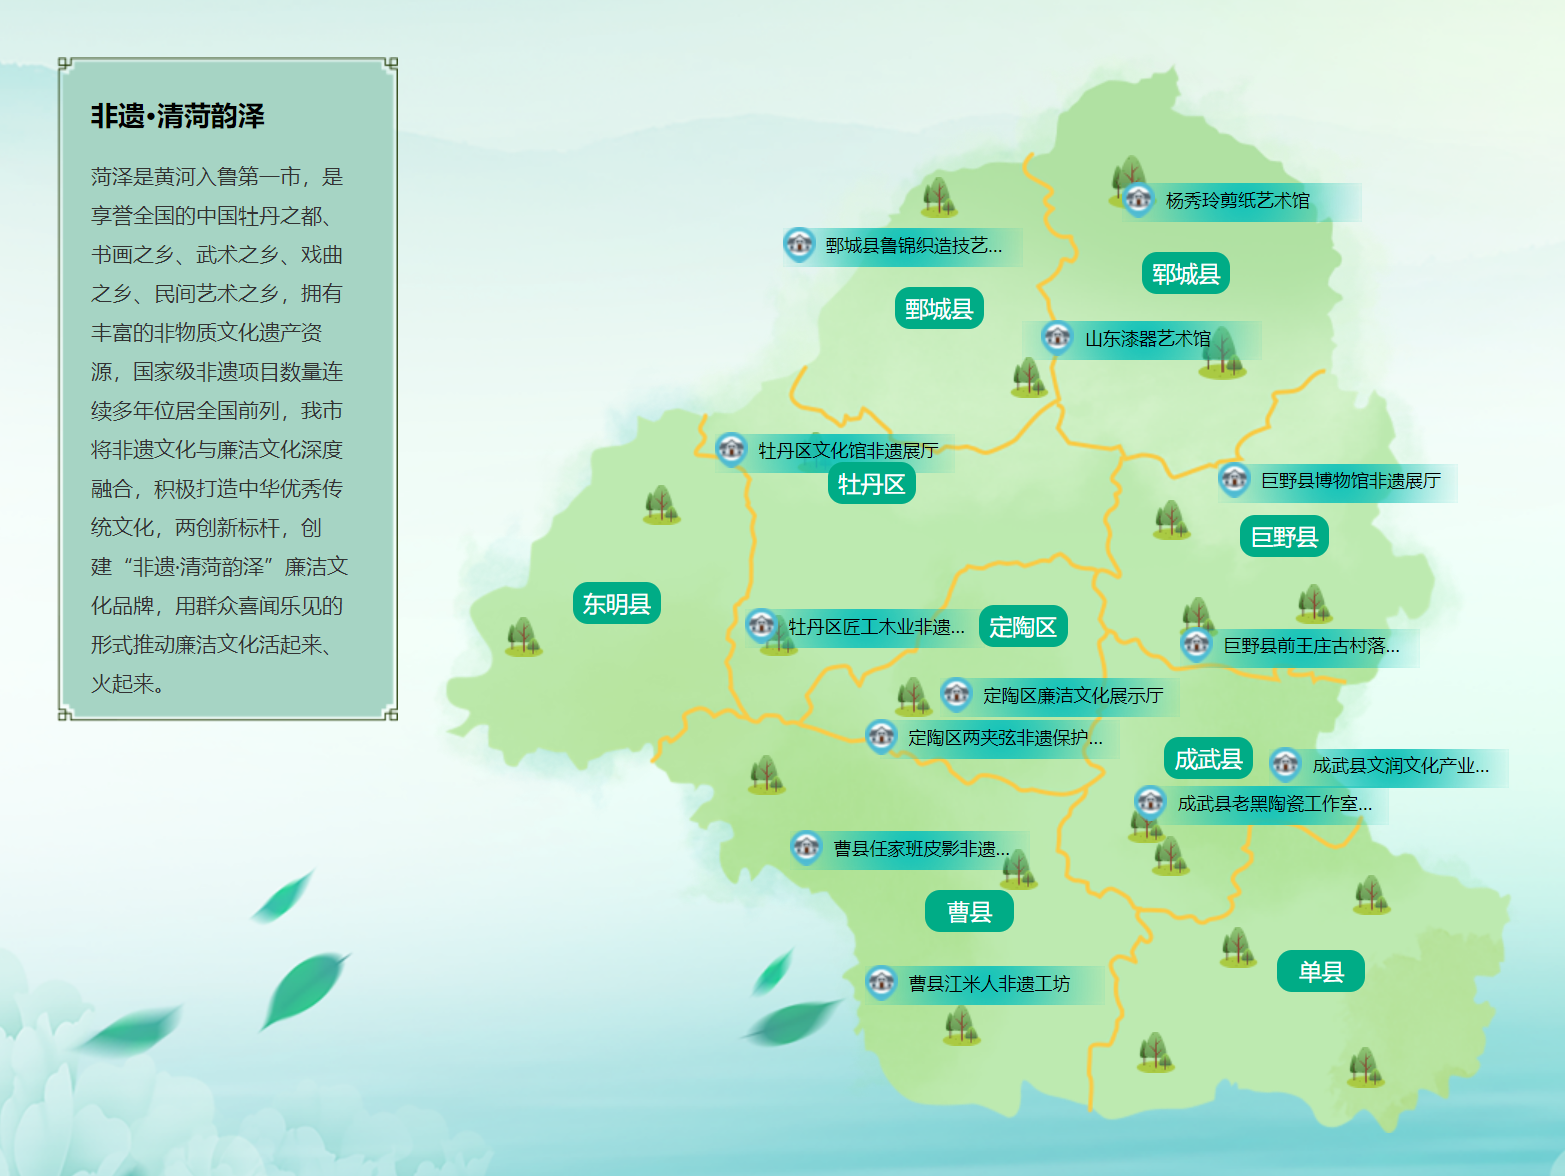 非遗·清菏韵泽
菏泽是黄河入鲁第一市，是
享誉全国的中国牡丹之都、
书画之乡、武术之乡、戏曲
之乡、民间艺术之乡，拥有
丰富的非物质文化遗产资
源，国家级非遗项目数量连
续多年位居全国前列，我市
将非遗文化与廉洁文化深度
融合，积极打造中华优秀传
统文化，两创新标杆，创
建“非遗·清菏韵泽”廉洁文
化品牌，用群众喜闻乐见的
形式推动廉洁文化活起来、
火起来。
杨秀玲剪纸艺术馆
鄄城县鲁锦织造技艺...
郓城县
鄄城县
山东漆器艺术馆
牡丹区文化馆非遗展厅
牡丹区
巨野县博物馆非遗展厅
巨野县
东明县
牡丹区匠工木业非遗...
定陶区
巨野县前王庄古村落...
定陶区廉洁文化展示厅
定陶区两夹弦非遗保护...
成武县
成武县文润文化产业...
成武县老黑陶瓷工作室...
曹县任家班皮影非遗...
曹县
单县
曹县江米人非遗工坊